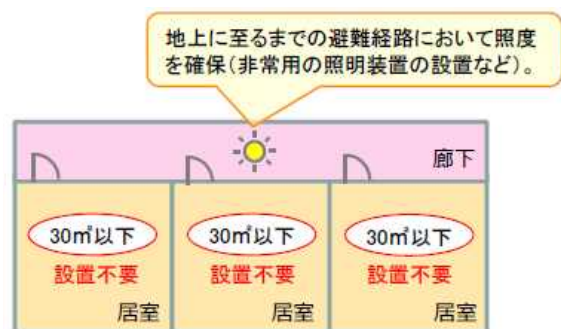 地上に至るまでの避難経路において照度
を確保（非常用の照明装置の設置など）。
廊下
30㎡以下
30㎡以下
30㎡以下
設置不要
設置不要
設置不要
居室
居室
居室